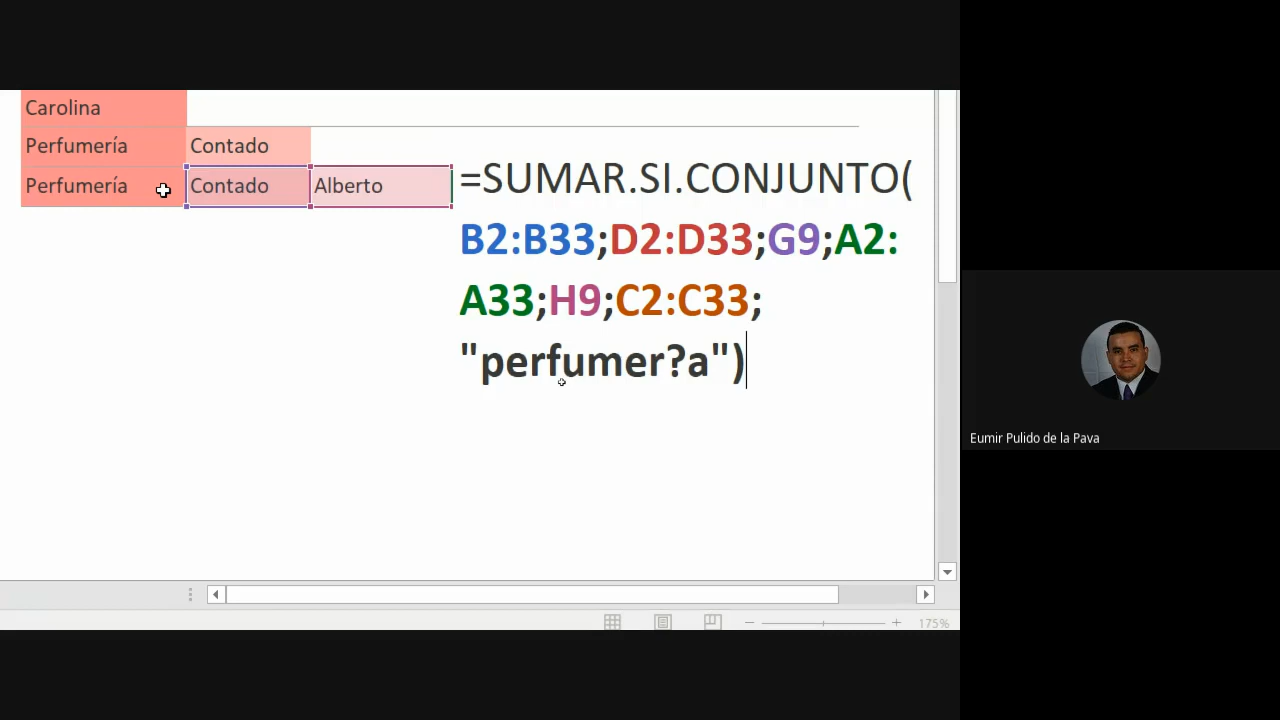 Carolina
Perfumería Contado
Perfumería Contado Alberto
=SUMAR.SI.CONJUNTO(
B2:B33;D2:D33;G9;A2:
A33;H9;C2:C33;
"perfumer?a")
Eumir Pulido de la Pava
175%